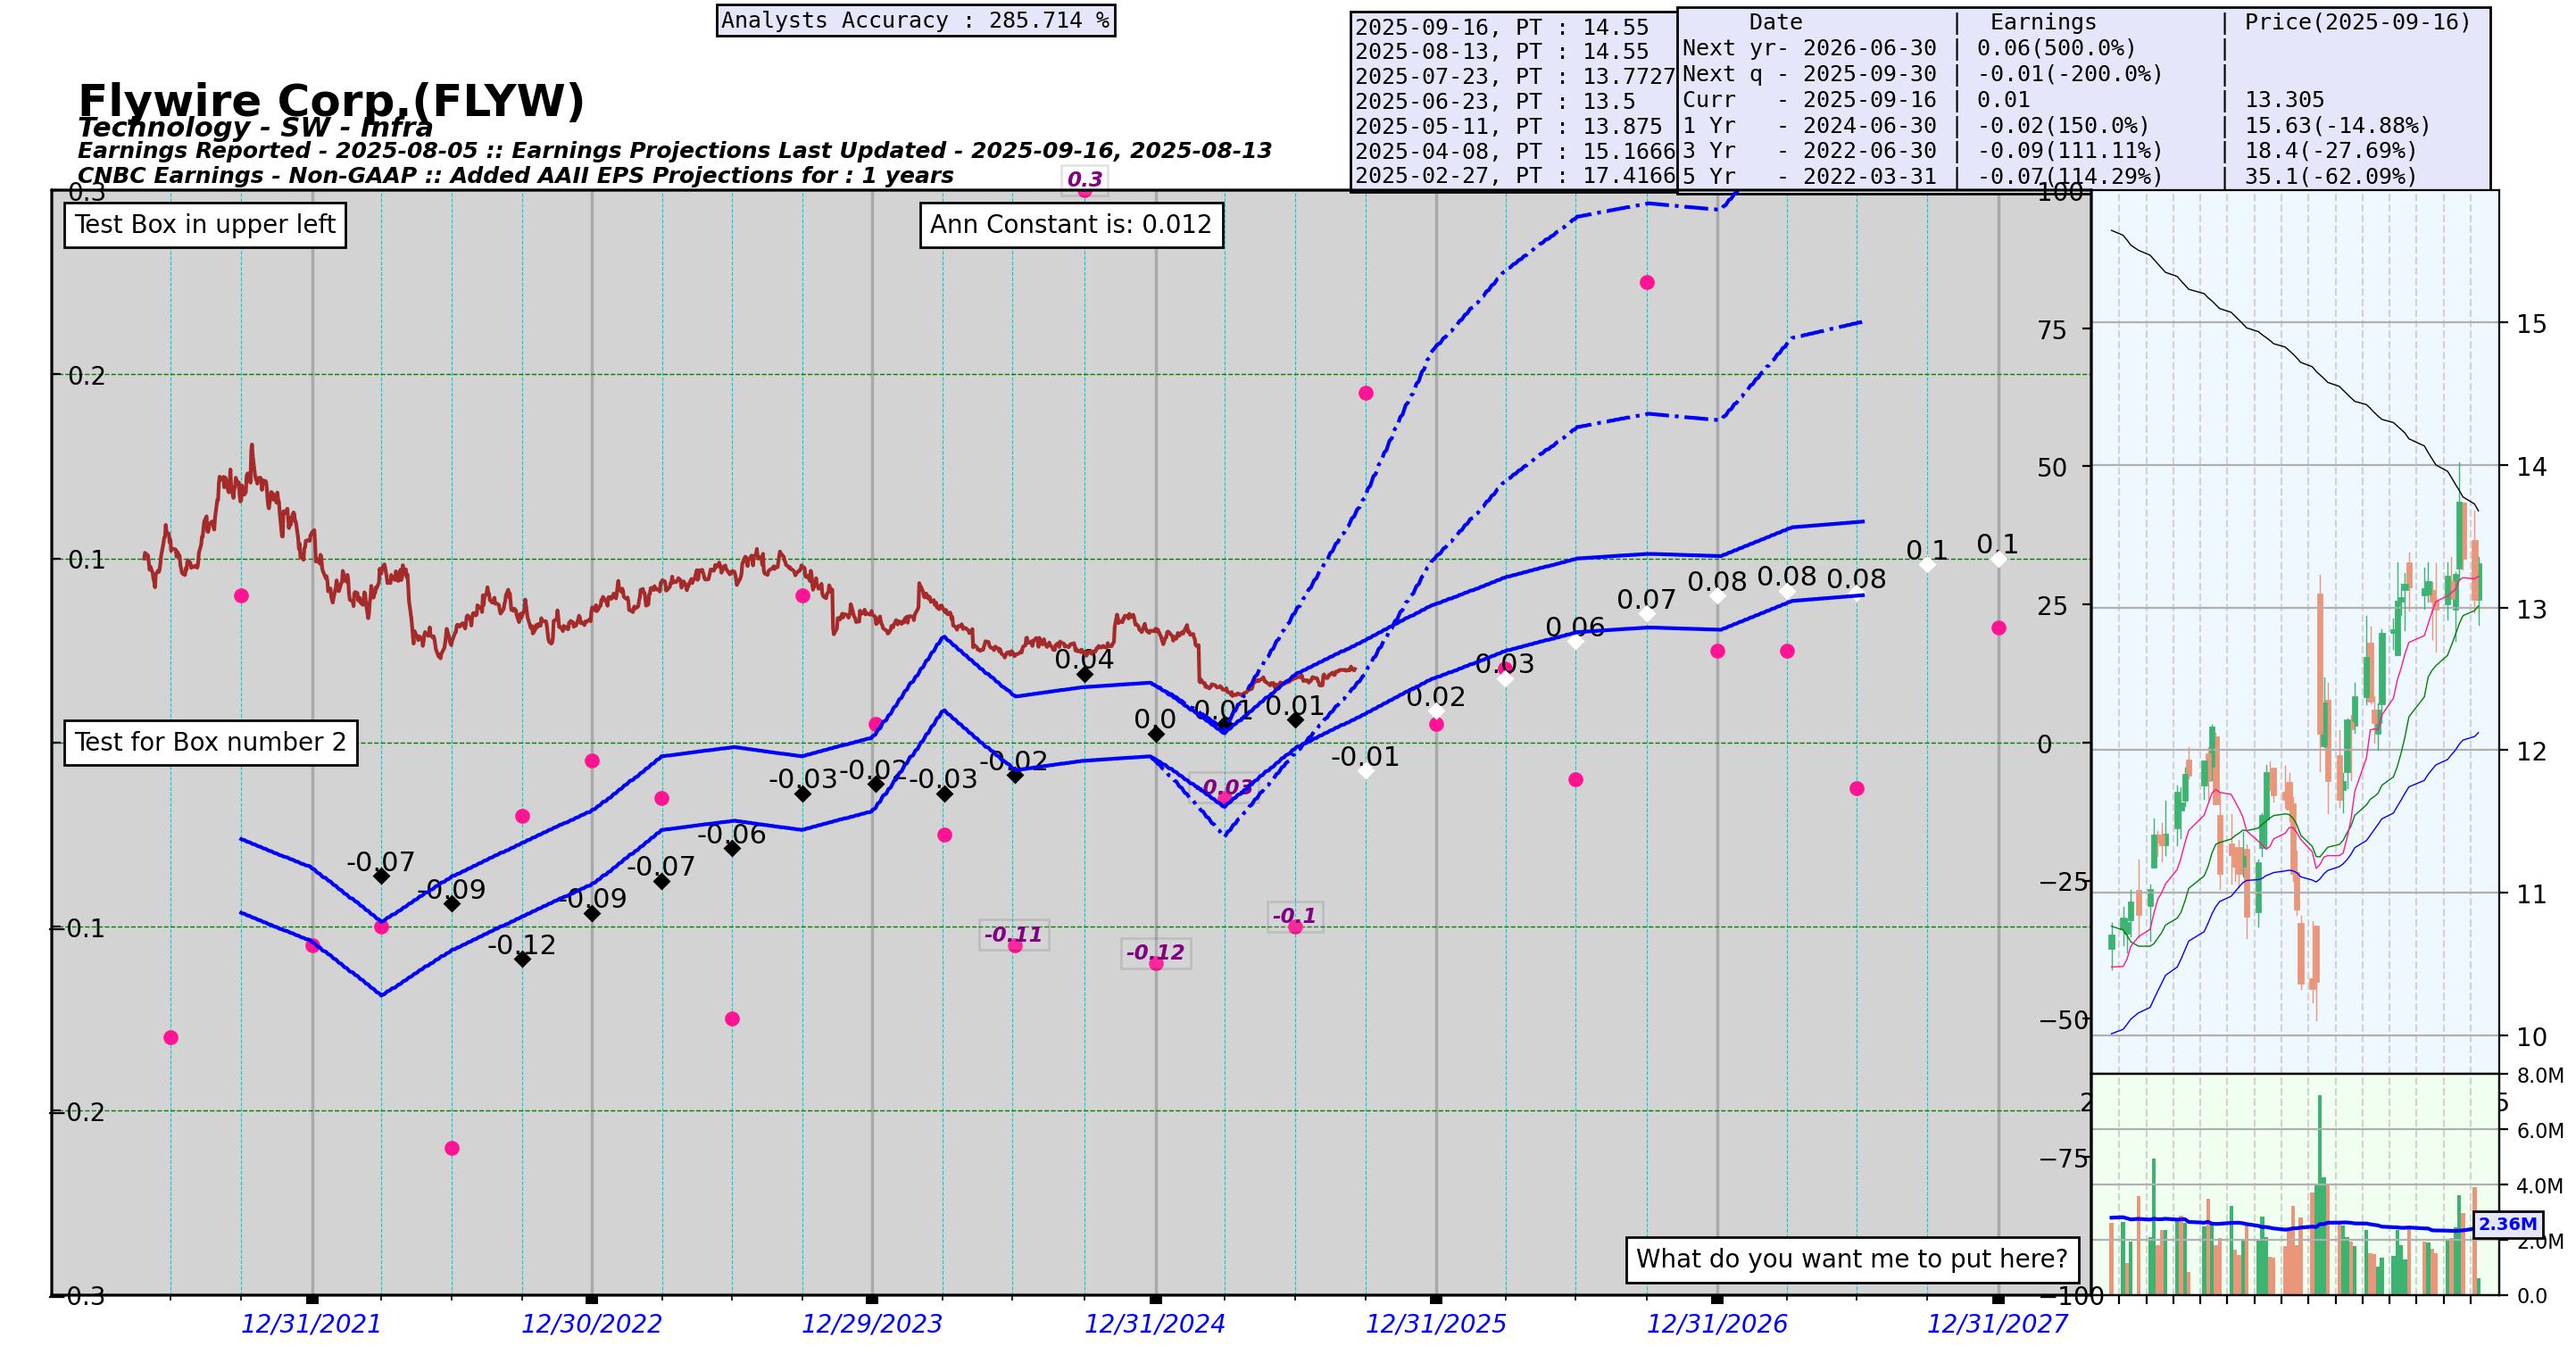 Analysts Accuracy : 285.714 %
2025-09-16, PT : 14.55
2025-08-13, PT : 14.55
2025-07-23, PT : 13.7727
2025-06-23, PT : 13.5
2025-05-11, PT : 13.875
2025-04-08, PT : 15.1666
2025-02-27, PT : 17.4166
Date | Earnings | Price(2025-09-16)
Next yr- 2026-06-30 | 0.06(500.0%) |
Next q - 2025-09-30 | -0.01(-200.0%) |
Curr - 2025-09-16 | 0.01 | 13.305
1 Yr - 2024-06-30 | -0.02(150.0%) | 15.63(-14.88%)
3 Yr - 2022-06-30 | -0.09(111.11%) | 18.4(-27.69%)
5 Yr - 2022-03-31 | -0.07(114.29%) | 35.1(-62.09%)
Flywire Corp,(FLYW)
Technology - SW - Infra
Earnings Reported - 2025-08-05 :: Earnings Projections Last Updated - 2025-09-16, 2025-08-13
CNBC Earnings - Non-GAAP :: Added AAII EPS Projections for : 1 years
Test Box in upper left
Ann Constant is: 0.012
Test for Box number 2
What do you want me to put here?
0.3
0.2
0.1
-0.1
-0.2
-0.3
-0.07
-0.09
-0.12
-0.09
-0.07
-0.06
-0.03
-0.02
-0.03
-0.02
0.04
0.0
0.01
0.01
-0.01
0.02
0.03
0.06
0.07
0.08
0.08
0.08
0.1
0.1
0.3
-0.11
-0.12
-0.1
100
75
50
25
0
−25
−50
−75
−100
15
14
13
12
11
10
8.0M
6.0M
4.0M
2.36M
2.0M
0.0
12/31/2021
12/30/2022
12/29/2023
12/31/2024
12/31/2025
12/31/2026
12/31/2027